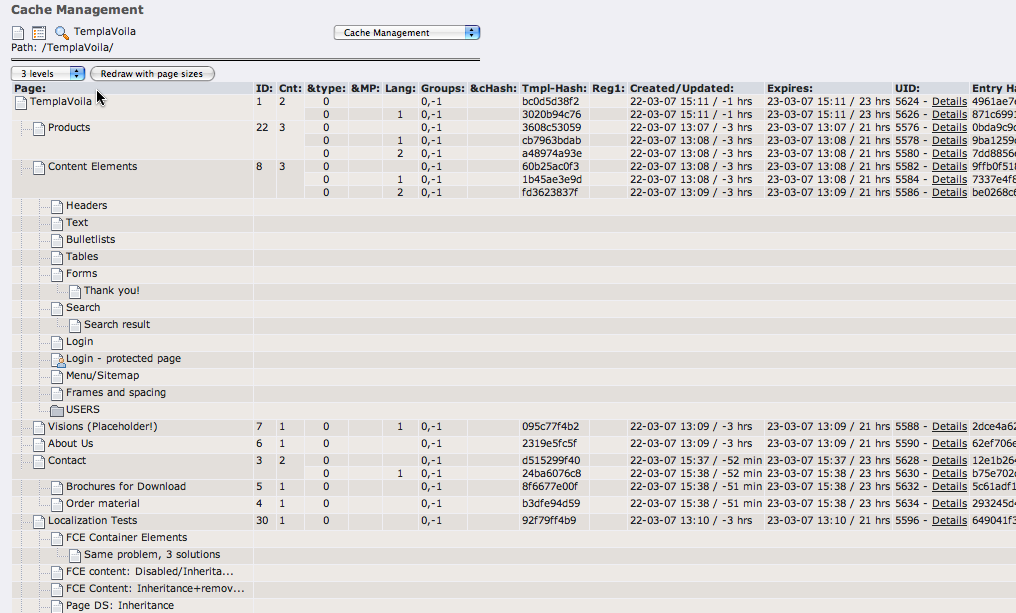 Cache Management
TemplaVoila Cache Management
Path: /TemplaVoila/
3 levels Redraw with page sizes
Page: ID: Cnt: &type: &MP: Lang: Groups: &cHash: Tmpl-Hash: Reg1: Created/Updated: Expires: UID: Entry Ha
TemplaVoila 1 2 0 0,-1 bc0d5d38f2 22-03-07 15:11 / -1 hrs 23-03-07 15:11 / 23 hrs 5624 - Details 4961ae7
0 1 0,-1 3020b94c76 22-03-07 15:11 / -1 hrs 23-03-07 15:11 / 23 hrs 5626 - Details 871c699
Products 22 3 0 0,-1 3608c53059 22-03-07 13:07 / -3 hrs 23-03-07 13:07 / 21 hrs 5576 - Details 0bda9c9
0 1 0,-1 cb7963bdab 22-03-07 13:08 / -3 hrs 23-03-07 13:08 / 21 hrs 5578 - Details 9ba1259
0 2 0,-1 a48974a93e 22-03-07 13:08 / -3 hrs 23-03-07 13:08 / 21 hrs 5580 - Details 7dd8856
Content Elements 8 3 0 0,-1 60b25ac0f3 22-03-07 13:08 / -3 hrs 23-03-07 13:08 / 21 hrs 5582 - Details 9ffb0f51
0 1 0,-1 1b45ae3e9d 22-03-07 13:08 / -3 hrs 23-03-07 13:08 / 21 hrs 5584 - Details 7337e4f8
0 2 0,-1 fd3623837f 22-03-07 13:09 / -3 hrs 23-03-07 13:09 / 21 hrs 5586 - Details be0268c
Headers
Text
Bulletlists
Tables
Forms
Thank you!
Search
Search result
Login
Login - protected page
Menu/Sitemap
Frames and spacing
USERS
Visions (Placeholder!) 7 1 0 1 0,-1 095c77f4b2 22-03-07 13:09 / -3 hrs 23-03-07 13:09 / 21 hrs 5588 - Details 2dce4a62
About Us 6 1 0 0,-1 2319e5fc5f 22-03-07 13:09 / -3 hrs 23-03-07 13:09 / 21 hrs 5590 - Details 62ef706
Contact 3 2 0 0,-1 d515299f40 22-03-07 15:37 / -52 min 23-03-07 15:37 / 23 hrs 5628 - Details 12e1b26
0 1 0,-1 24ba6076c8 22-03-07 15:38 / -52 min 23-03-07 15:38 / 23 hrs 5630 - Details b75e702
Brochures for Download 5 1 0 0,-1 8f6677e00f 22-03-07 15:38 / -51 min 23-03-07 15:38 / 23 hrs 5632 - Details 5c61adf1
Order material 4 1 0 0,-1 b3dfe94d59 22-03-07 15:38 / -51 min 23-03-07 15:38 / 23 hrs 5634 - Details 293245d
Localization Tests 30 1 0 0,-1 92f79ff4b9 22-03-07 13:10 / -3 hrs 23-03-07 13:10 / 21 hrs 5596 - Details 649041f3
FCE Container Elements
Same problem, 3 solutions
FCE content: Disabled/Inherita...
FCE Content: Inheritance+remov...
Page DS: Inheritance